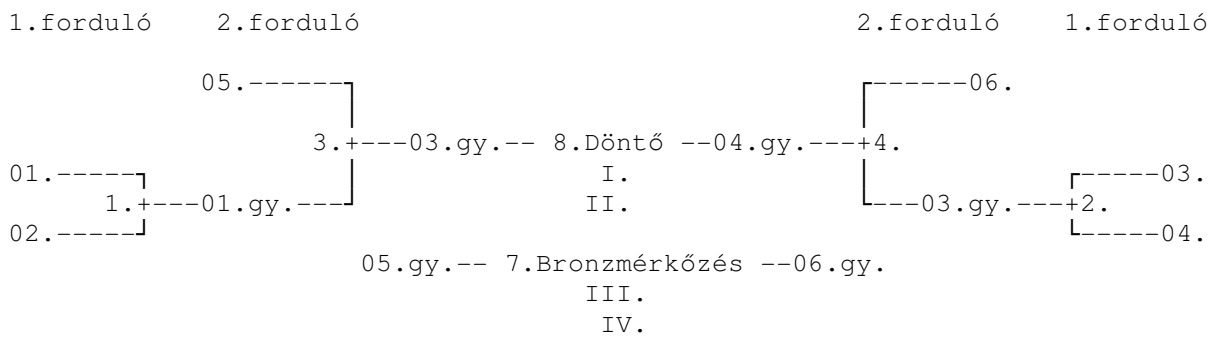 1.forduló 2.forduló 2.forduló 1.forduló
05.------┐ ┌------06.
3.+---03.gy.-- 8.Döntő --04.gy.---+4.
01.-----┐ I. ┌-----03.
1.+---01.gy.---┘ II. └---03.gy.---+2.
02.-----┘ └-----04.
05.gy.-- 7.Bronzmérkőzés --06.gy.
III.
IV.